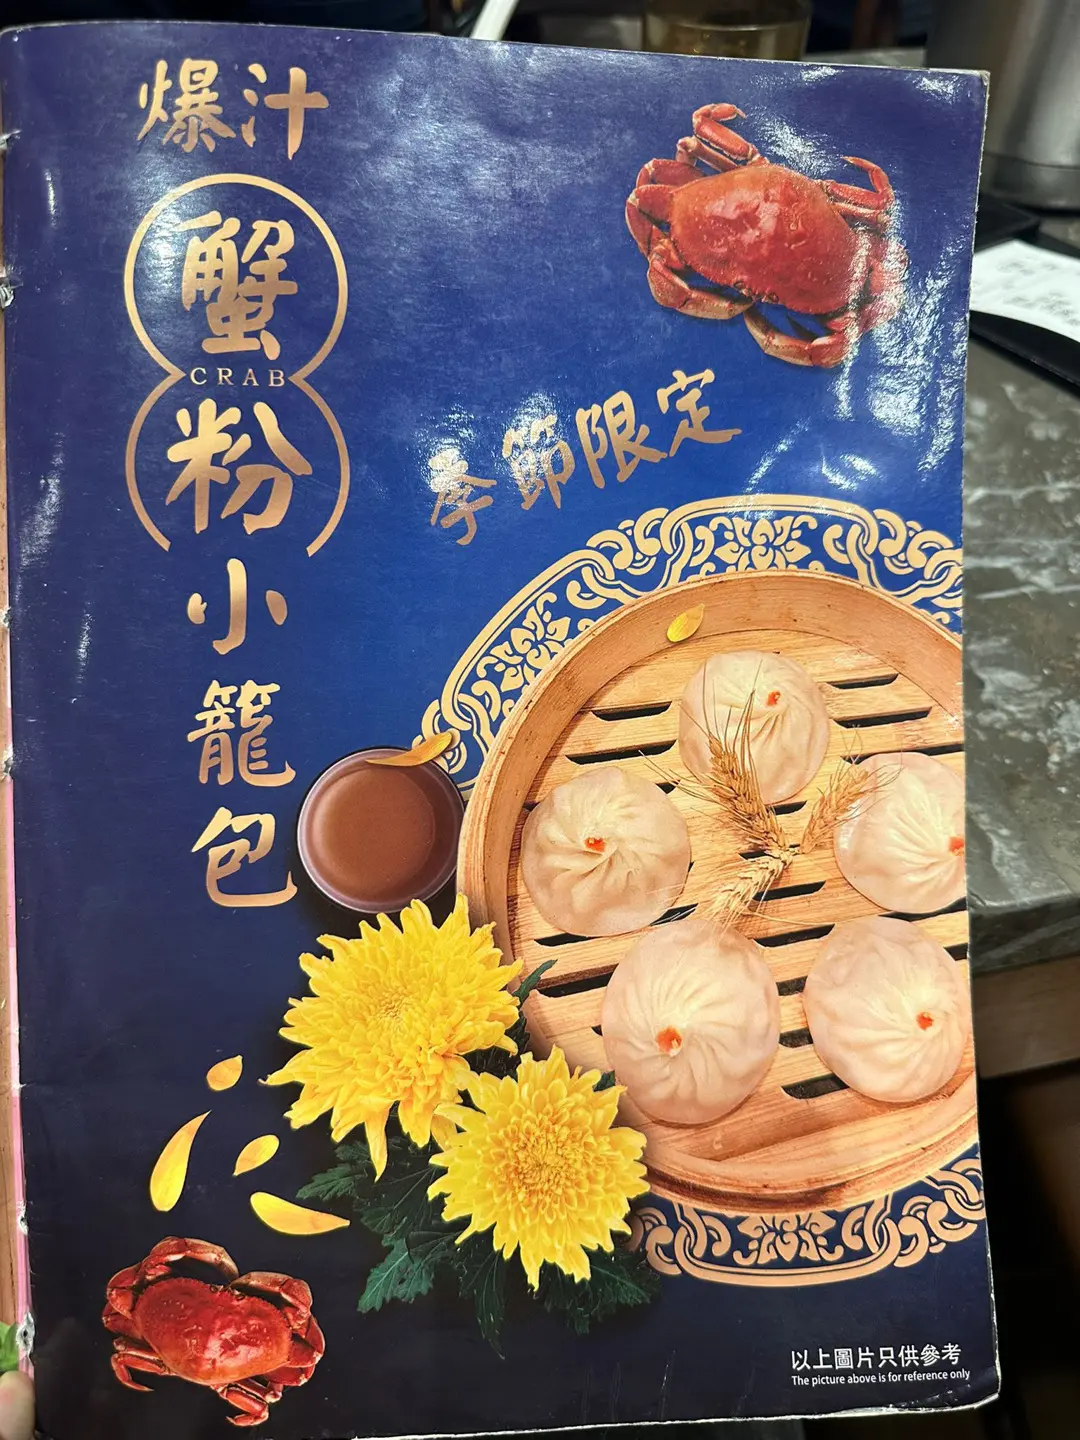 爆汁
蟹
CRAB
粉
小
籠
包
季節限定
以上圖片只供參考
The picture above is for reference only